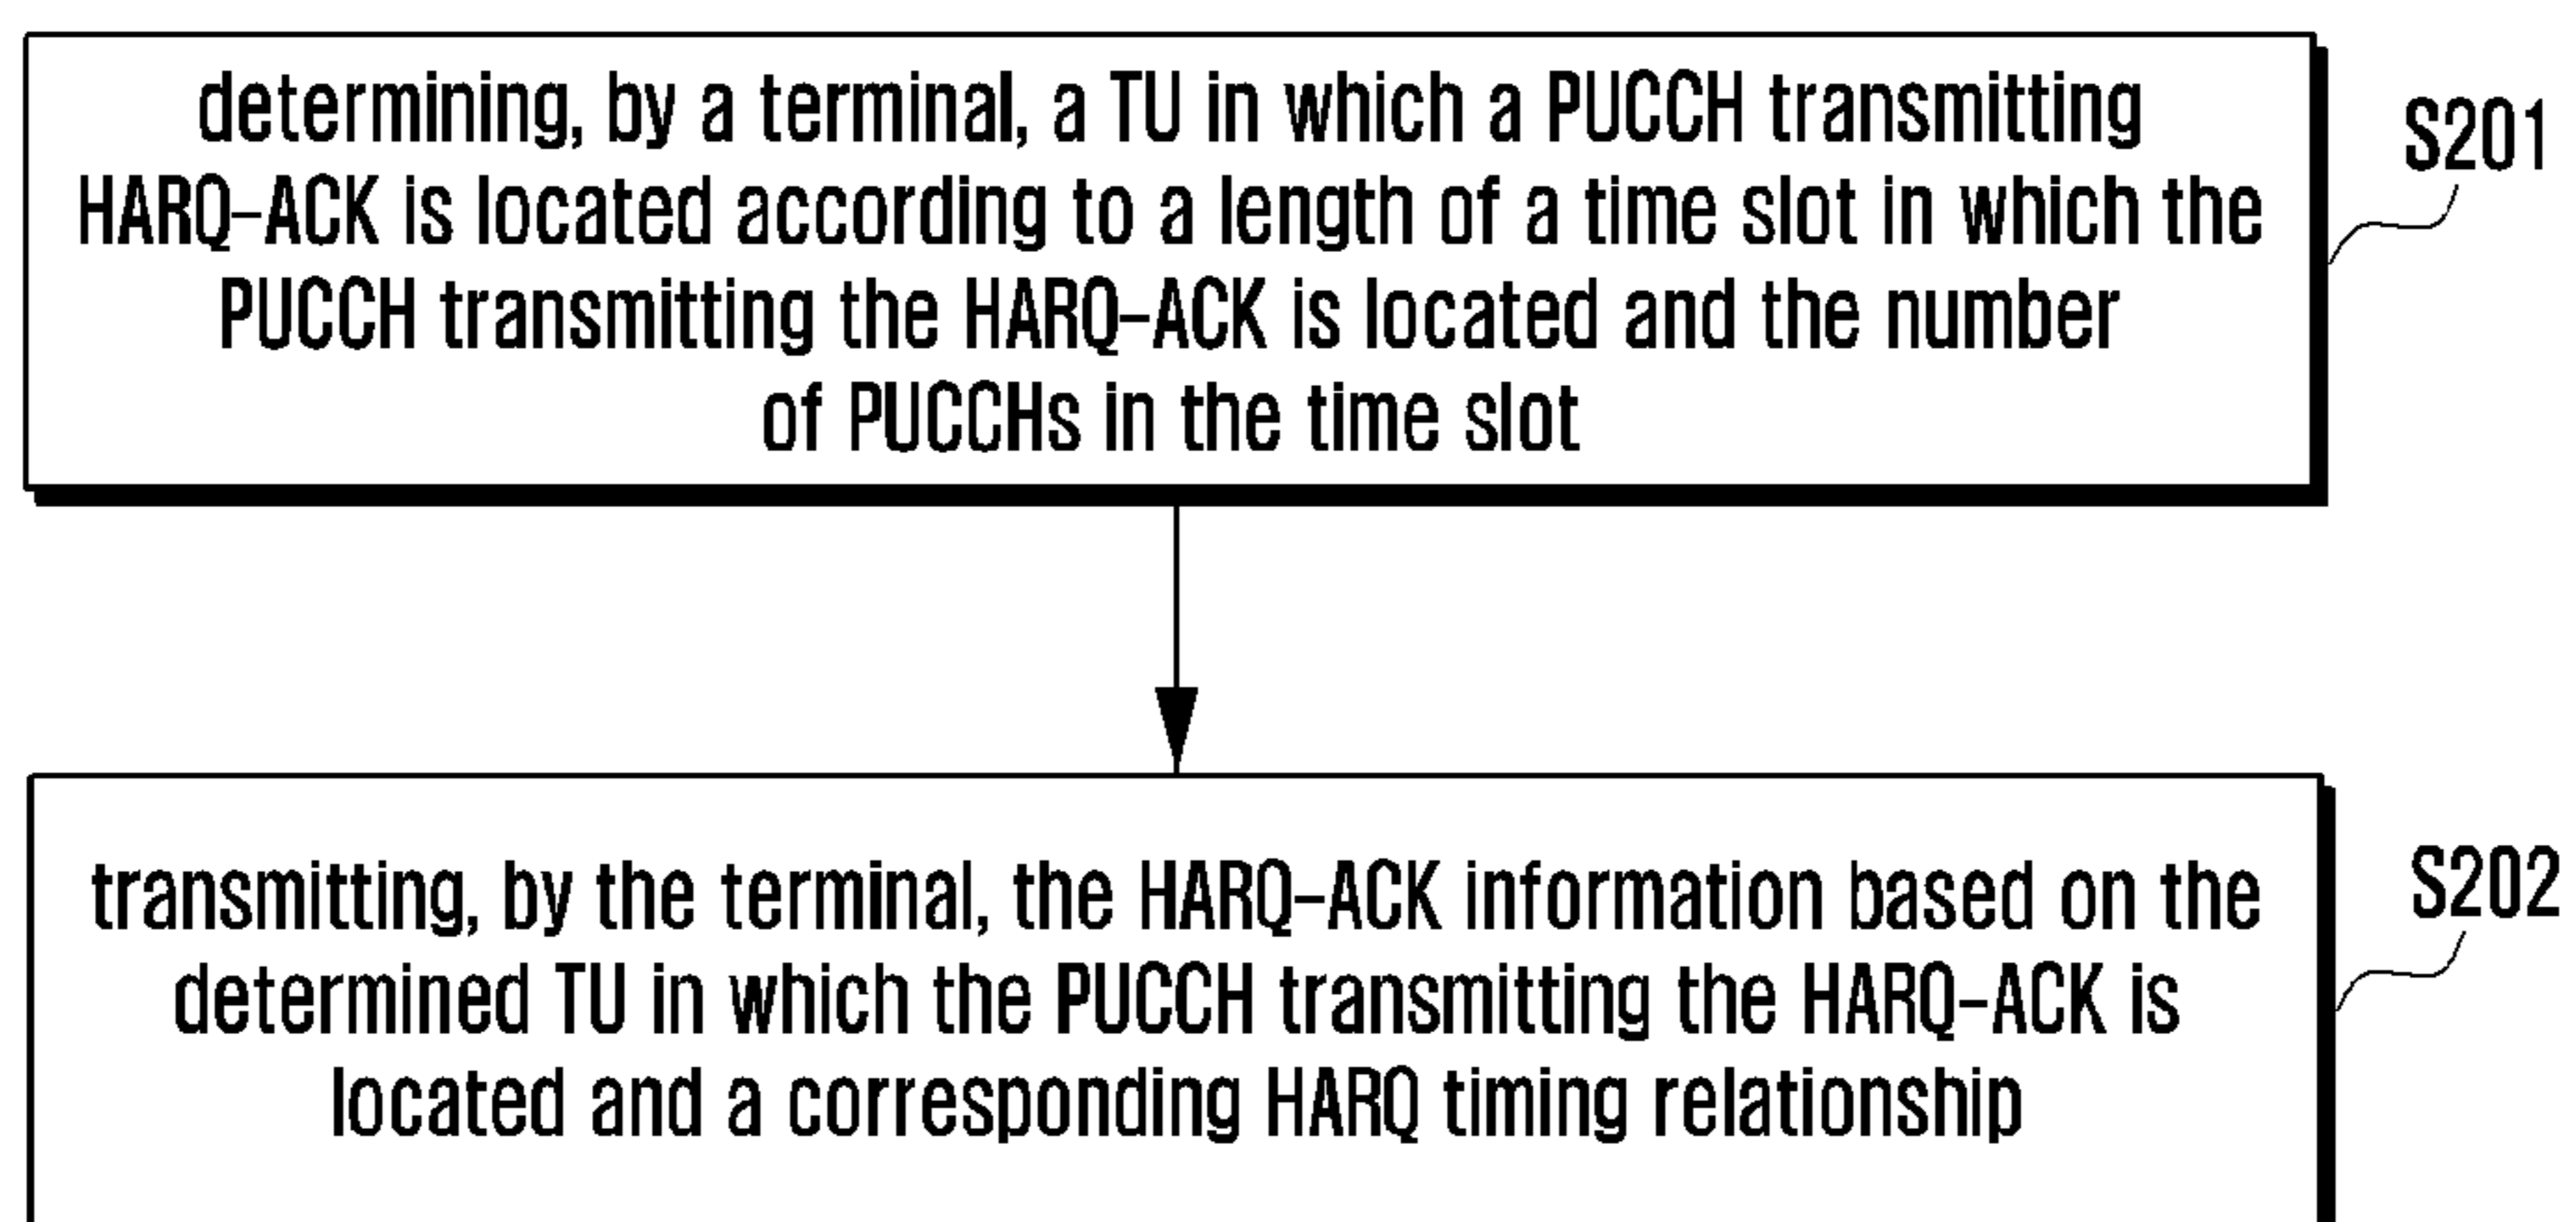 determining, by a terminal, a TU in which a PUCCH transmitting
HARQ-ACK is located according to a length of a time slot in which the
PUCCH transmitting the HARQ-ACK is located and the number
of PUCCHs in the time slot
S201
transmitting, by the terminal, the HARQ-ACK information based on the
determined TU in which the PUCCH transmitting the HARQ-ACK is
located and a corresponding HARQ timing relationship
S202